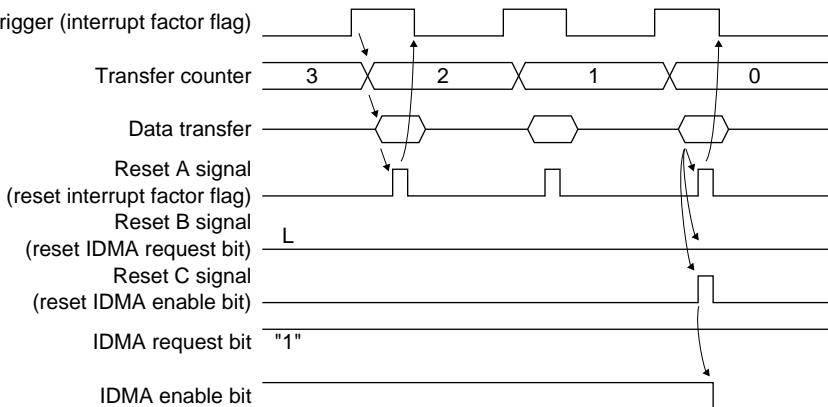 rigger (interrupt factor flag)
Transfer counter 3 2 1 0
Data transfer
Reset A signal
(reset interrupt factor flag)
Reset B signal
(reset IDMA request bit) L
Reset C signal
(reset IDMA enable bit)
IDMA request bit "1"
IDMA enable bit